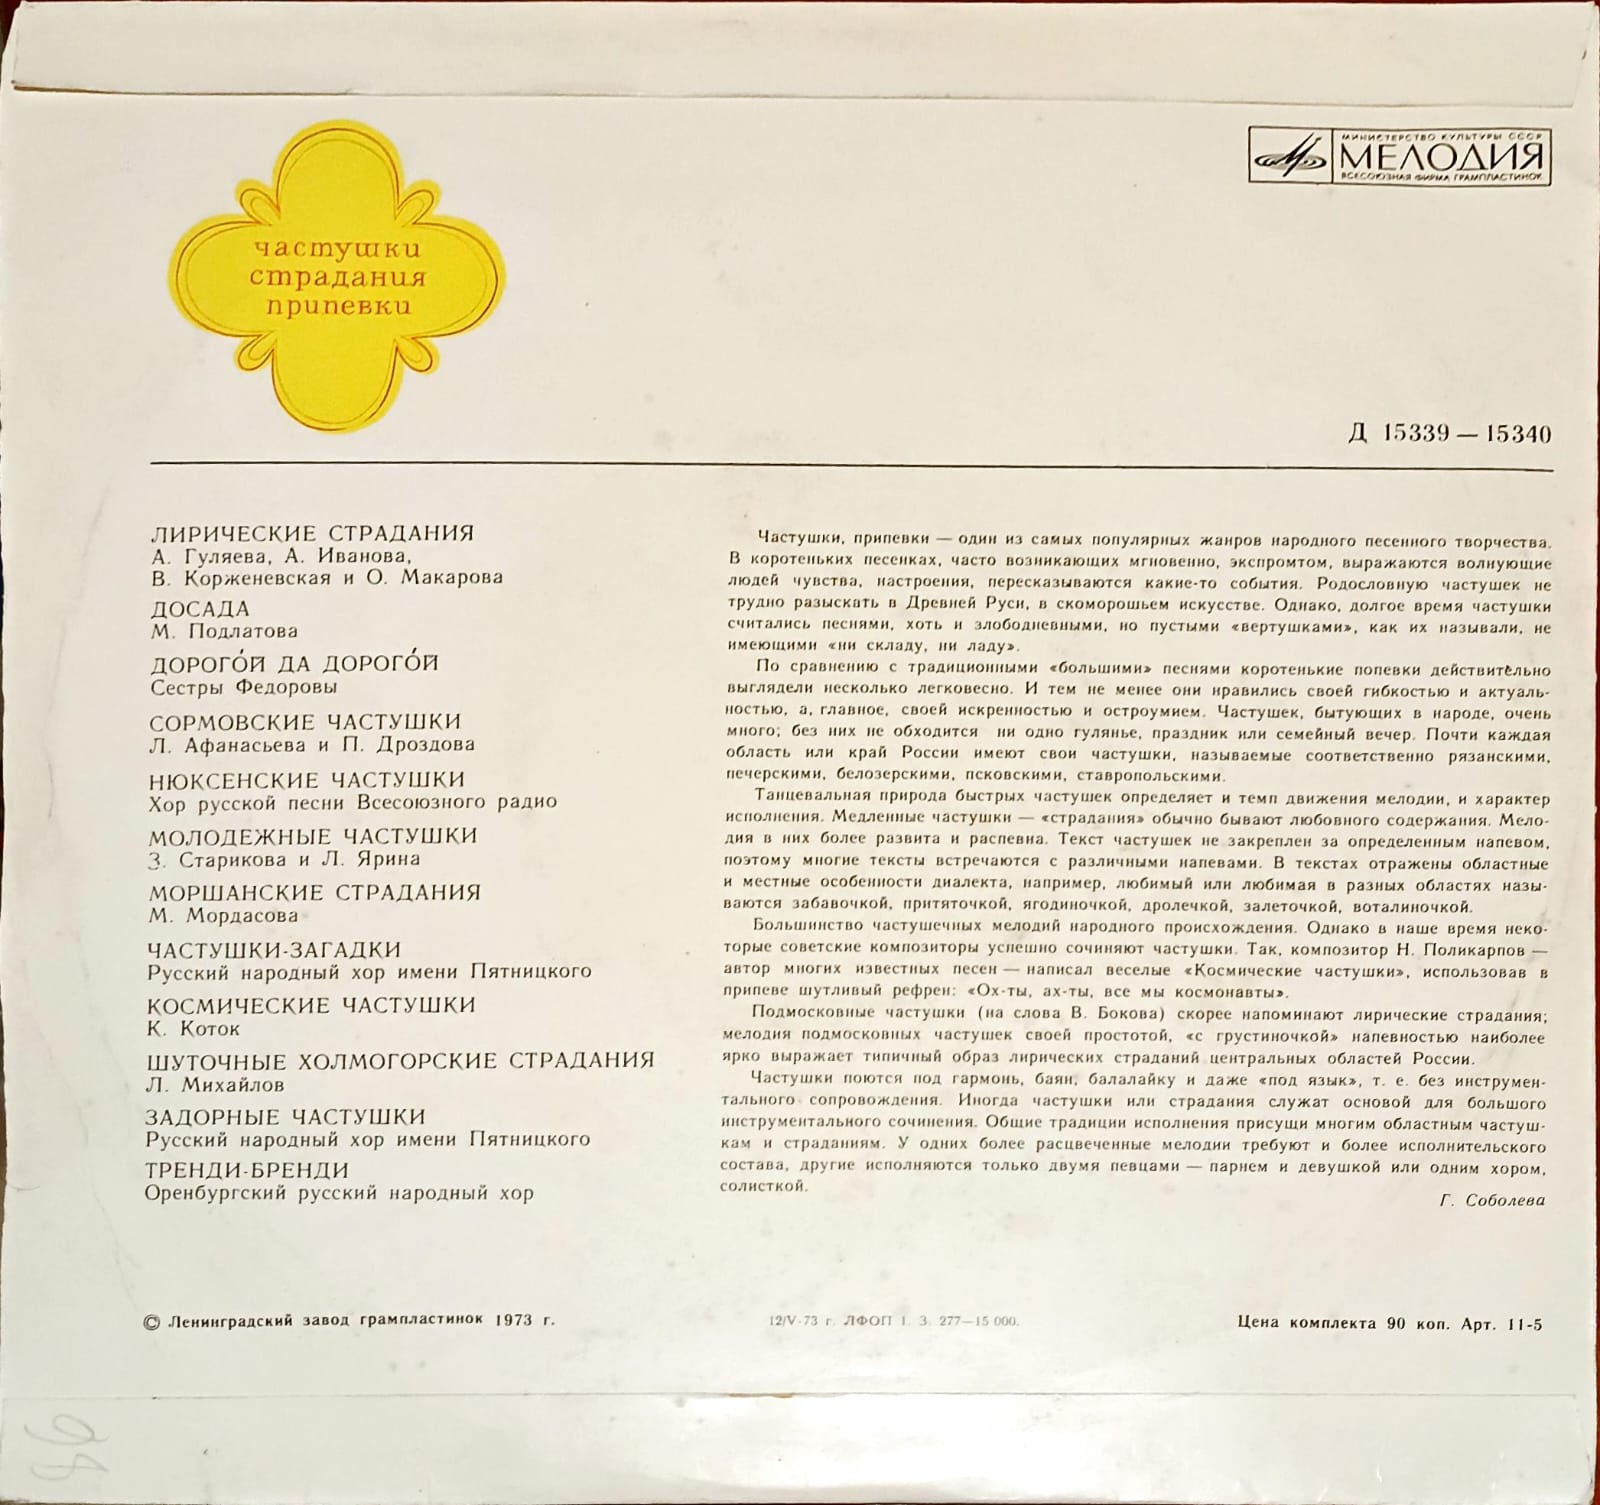 частушки
страдания
припевки
МИНИСТЕРСТВО КУЛЬТУРЫ СССР
МЕЛОДИЯ
ВСЕСОЮЗНАЯ ФИРМА ГРАМПЛАСТИНОК
Д 15339—15340
ЛИРИЧЕСКИЕ СТРАДАНИЯ
А. Гуляева, А. Иванова,
В. Корженевская и О. Макарова
ДОСАДА
М. Подлатова
ДОРОГО́Й ДА ДОРОГО́Й
Сестры Федоровы
СОРМОВСКИЕ ЧАСТУШКИ
Л. Афанасьева и П. Дроздова
НЮКСЕНСКИЕ ЧАСТУШКИ
Хор русской песни Всесоюзного радио
МОЛОДЕЖНЫЕ ЧАСТУШКИ
З. Старикова и Л. Ярина
МОРШАНСКИЕ СТРАДАНИЯ
М. Мордасова
ЧАСТУШКИ-ЗАГАДКИ
Русский народный хор имени Пятницкого
КОСМИЧЕСКИЕ ЧАСТУШКИ
К. Коток
ШУТОЧНЫЕ ХОЛМОГОРСКИЕ СТРАДАНИЯ
Л. Михайлов
ЗАДОРНЫЕ ЧАСТУШКИ
Русский народный хор имени Пятницкого
ТРЕНДИ-БРЕНДИ
Оренбургский русский народный хор
Частушки, припевки — один из самых популярных жанров народного песенного творчества.
В коротеньких песенках, часто возникающих мгновенно, экспромтом, выражаются волнующие
людей чувства, настроения, пересказываются какие-то события. Родословную частушек не
трудно разыскать в Древней Руси, в скоморошьем искусстве. Однако, долгое время частушки
считались песнями, хоть и злободневными, но пустыми «вертушками», как их называли, не
имеющими «ни складу, ни ладу».
По сравнению с традиционными «большими» песнями коротенькие попевки действительно
выглядели несколько легковесно. И тем не менее они нравились своей гибкостью и актуаль-
ностью, а, главное, своей искренностью и остроумием. Частушек, бытующих в народе, очень
много; без них не обходится ни одно гулянье, праздник или семейный вечер. Почти каждая
область или край России имеют свои частушки, называемые соответственно рязанскими,
печерскими, белозерскими, псковскими, ставропольскими.
Танцевальная природа быстрых частушек определяет и темп движения мелодии, и характер
исполнения. Медленные частушки — «страдания» обычно бывают любовного содержания. Мело-
дия в них более развита и распевна. Текст частушек не закреплен за определенным напевом,
поэтому многие тексты встречаются с различными напевами. В текстах отражены областные
и местные особенности диалекта, например, любимый или любимая в разных областях назы-
ваются забавочкой, притяточкой, ягодиночкой, дролечкой, залеточкой, воталиночкой.
Большинство частушечных мелодий народного происхождения. Однако в наше время неко-
торые советские композиторы успешно сочиняют частушки. Так, композитор Н. Поликарпов —
автор многих известных песен — написал веселые «Космические частушки», использовав в
припеве шутливый рефрен: «Ох-ты, ах-ты, все мы космонавты».
Подмосковные частушки (на слова В. Бокова) скорее напоминают лирические страдания;
мелодия подмосковных частушек своей простотой, «с грустиночкой» напевностью наиболее
ярко выражает типичный образ лирических страданий центральных областей России.
Частушки поются под гармонь, баян, балалайку и даже «под язык», т. е. без инструмен-
тального сопровождения. Иногда частушки или страдания служат основой для большого
инструментального сочинения. Общие традиции исполнения присущи многим областным частуш-
кам и страданиям. У одних более расцвеченные мелодии требуют и более исполнительского
состава, другие исполняются только двумя певцами — парнем и девушкой или одним хором,
солисткой.
Г. Соболева
© Ленинградский завод грампластинок 1973 г.
12/V-73 г. ЛФОП 1. З. 277—15 000.
Цена комплекта 90 коп. Арт. 11-5